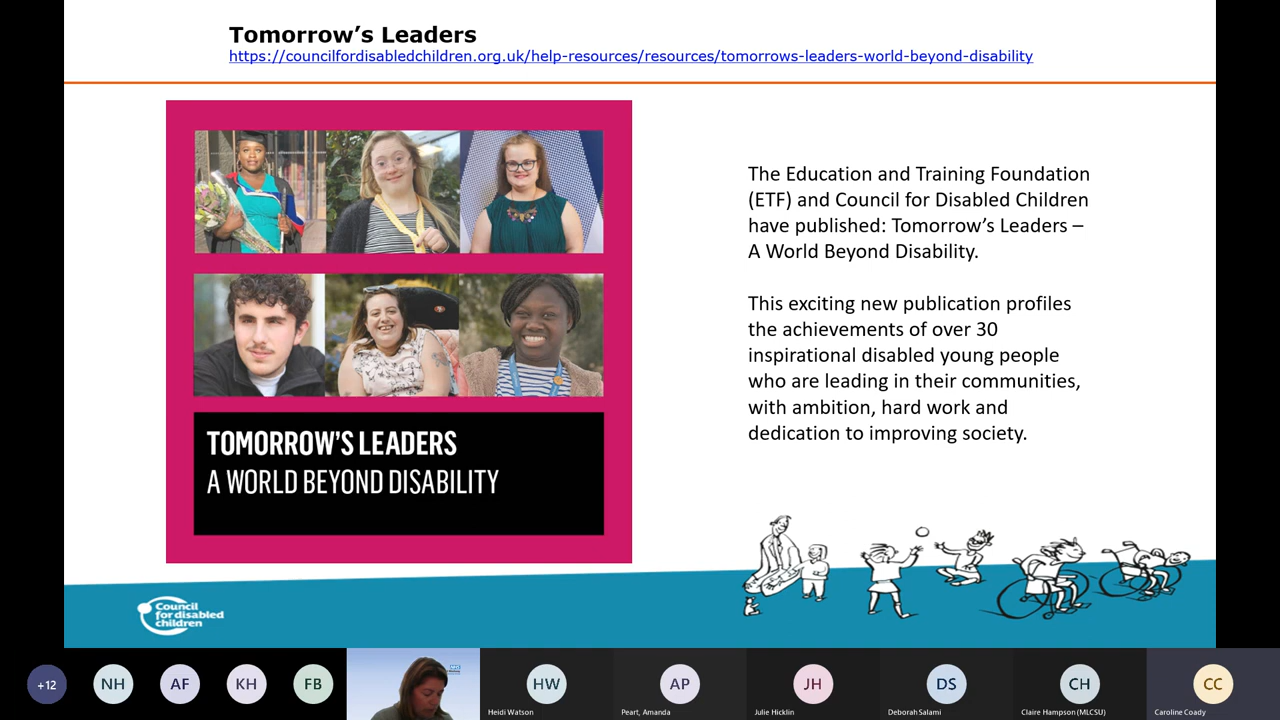 Tomorrow's Leaders
https://councilfordisabledchildren.org.uk/help-resources/resources/tomorrows-leaders-world-beyond-disability
TOMORROW'S LEADERS
A WORLD BEYOND DISABILITY
The Education and Training Foundation
(ETF) and Council for Disabled Children
have published: Tomorrow's Leaders –
A World Beyond Disability.
This exciting new publication profiles
the achievements of over 30
inspirational disabled young people
who are leading in their communities,
with ambition, hard work and
dedication to improving society.
Council
for disabled
children
+12
NH
AF
KH
FB
NHS
HW
AP
JH
DS
CH
CC
Heidi Watson
Peart, Amanda
Julie Hicklin
Deborah Salami
Claire Hampson (MLCSU)
Caroline Coady